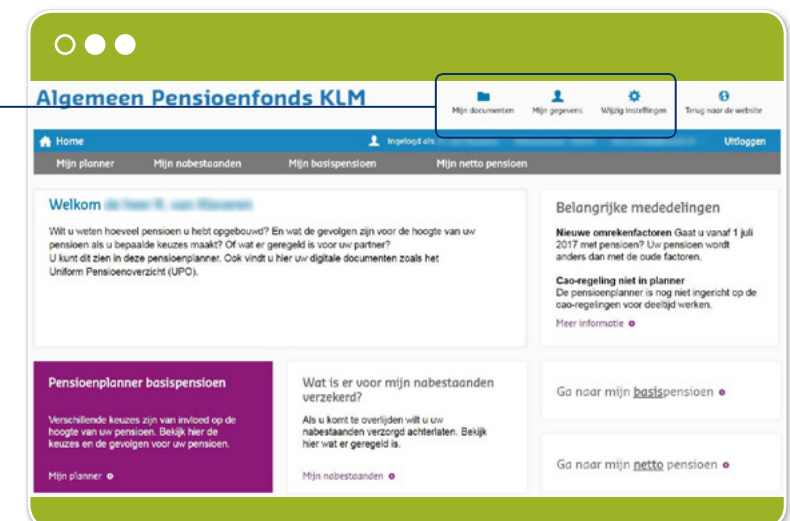 Algemeen Pensioenfonds KLM
Mijn documenten
Mijn gegevens
Wijzig instellingen
Terug naar de website
Home
Ingelogd als:
Uitloggen
Mijn planner
Mijn nabestaanden
Mijn basispensioen
Mijn netto pensioen
Welkom
Wilt u weten hoeveel pensioen u hebt opgebouwd? En wat de gevolgen zijn voor de hoogte van uw
pensioen als u bepaalde keuzes maakt? Of wat er geregeld is voor uw partner?
U kunt dit zien in deze pensioenplanner. Ook vindt u hier uw digitale documenten zoals het
Uniform Pensioenoverzicht (UPO).
Belangrijke mededelingen
Nieuwe omrekenfactoren Gaat u vanaf 1 juli
2017 met pensioen? Uw pensioen wordt
anders dan met de oude factoren.
Cao-regeling niet in planner
De pensioenplanner is nog niet ingericht op de
cao-regelingen voor deeltijd werken.
Meer informatie
Pensioenplanner basispensioen
Verschillende keuzes zijn van invloed op de
hoogte van uw pensioen. Bekijk hier de
keuzes en de gevolgen voor uw pensioen.
Mijn planner
Wat is er voor mijn nabestaanden
verzekerd?
Als u komt te overlijden wilt u uw
nabestaanden verzorgd achterlaten. Bekijk
hier wat er geregeld is.
Mijn nabestaanden
Ga naar mijn basispensioen
Ga naar mijn netto pensioen